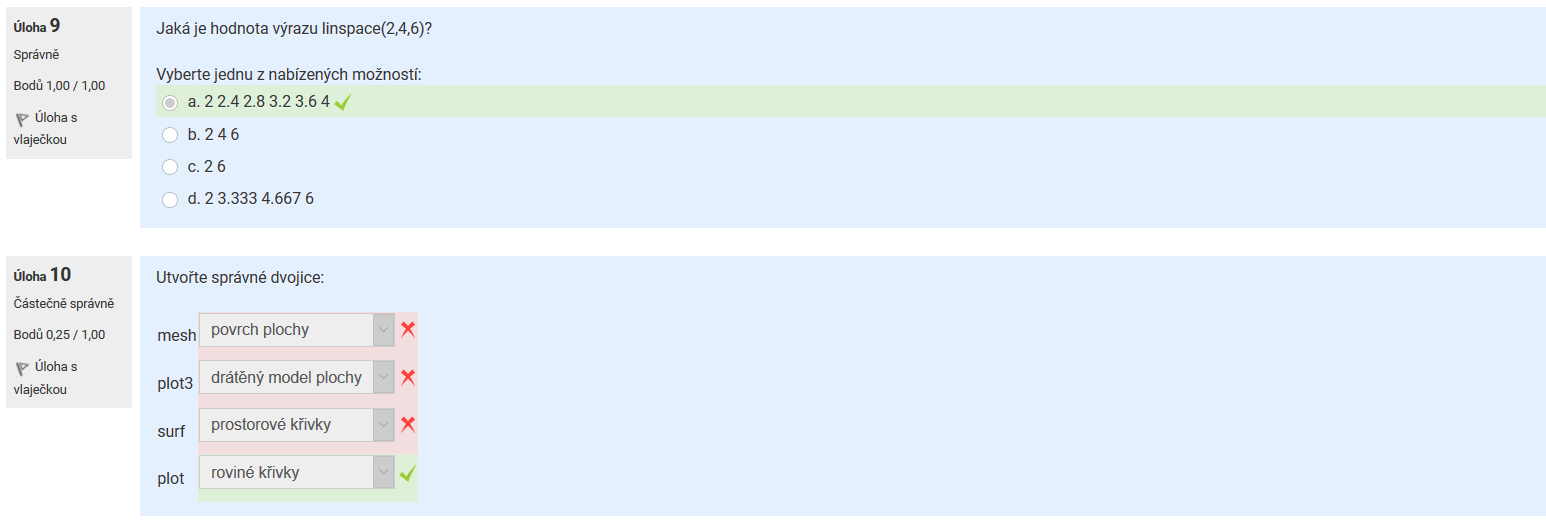 Úloha 9
Správně
Bodů 1,00 / 1,00
Úloha s
vlaječkou
Jaká je hodnota výrazu linspace(2,4,6)?
Vyberte jednu z nabízených možností:
a. 2 2.4 2.8 3.2 3.6 4
b. 2 4 6
c. 2 6
d. 2 3.333 4.667 6
Úloha 10
Částečně správně
Bodů 0,25 / 1,00
Úloha s
vlaječkou
Utvořte správné dvojice:
mesh povrch plochy
plot3 drátěný model plochy
surf prostorové křivky
plot roviné křivky